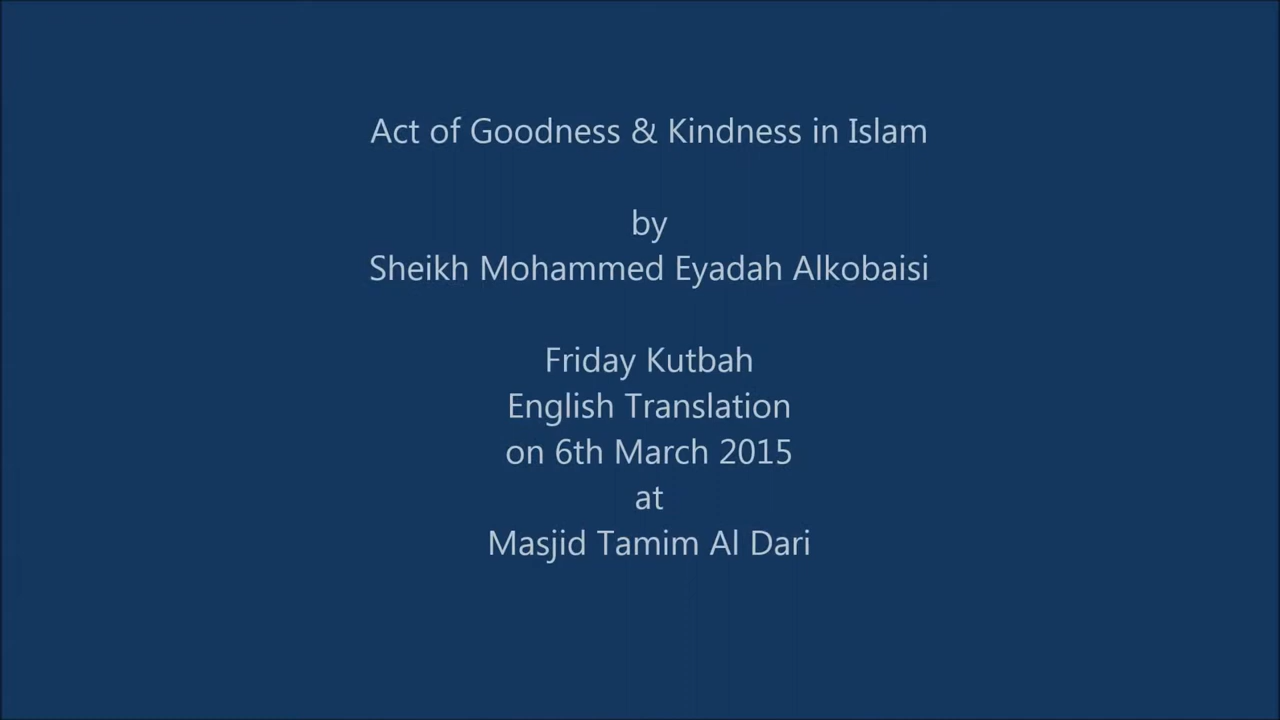 Act of Goodness & Kindness in Islam
by
Sheikh Mohammed Eyadah Alkobaisi
Friday Kutbah
English Translation
on 6th March 2015
at
Masjid Tamim Al Dari